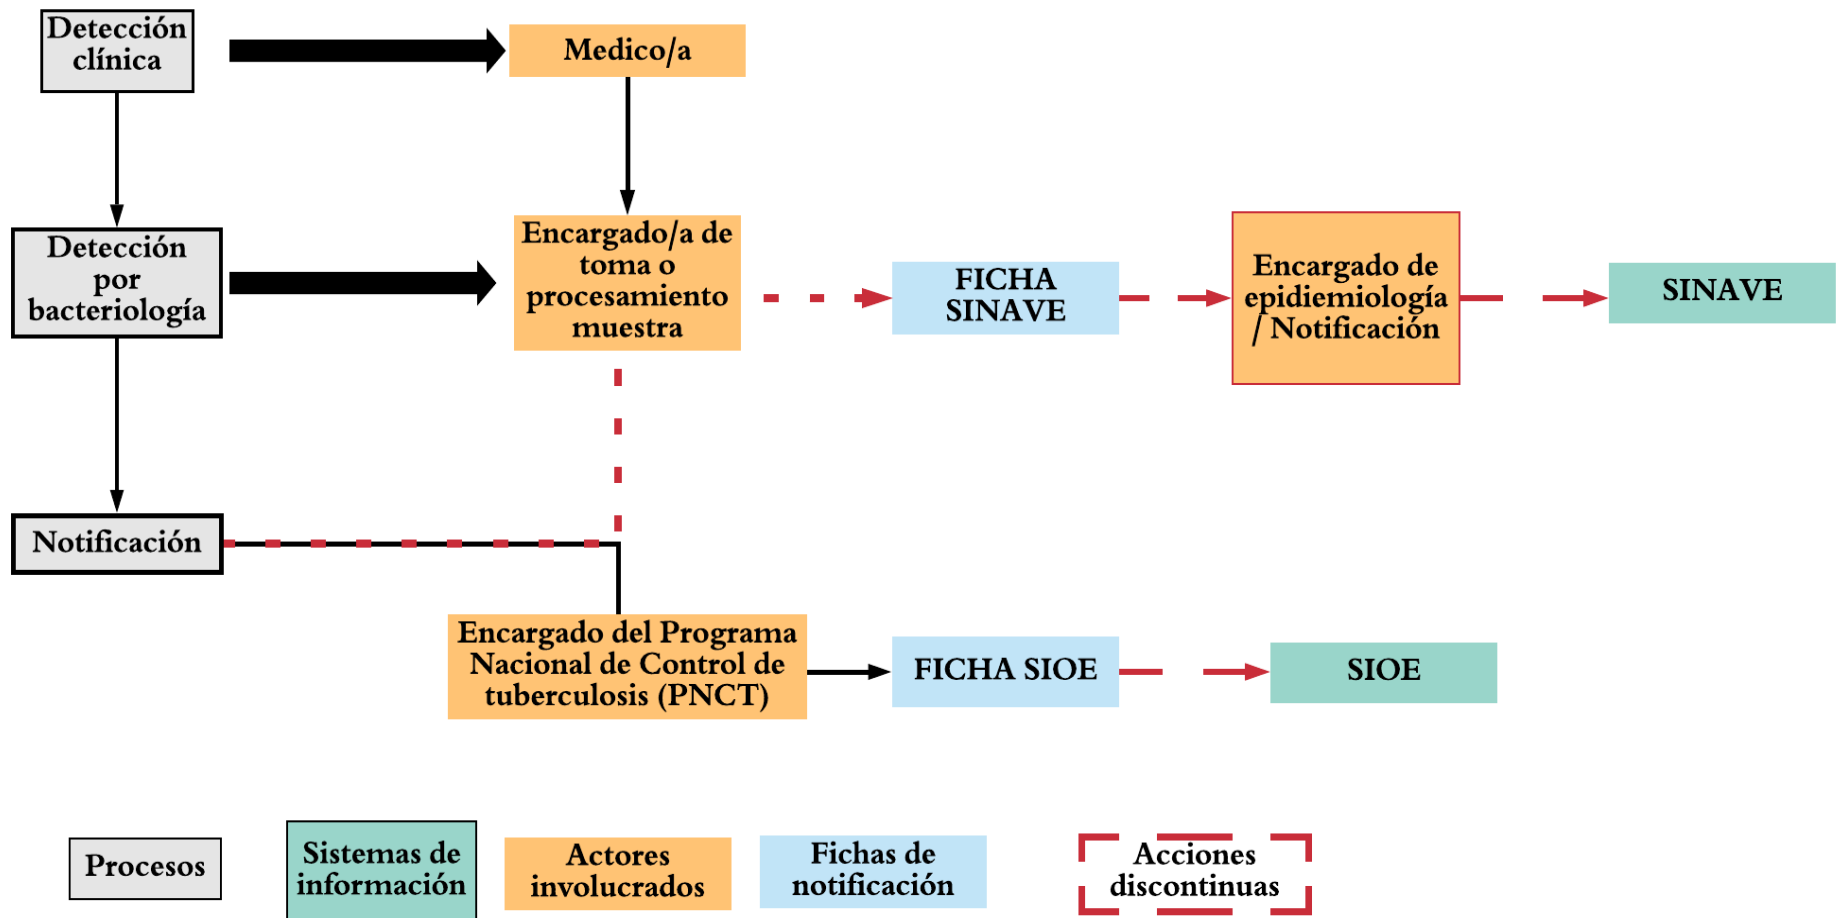 Detección
clínica
Medico/a
Detección
por
bacteriología
Encargado/a de
toma o
procesamiento
muestra
FICHA
SINAVE
Encargado de
epidiemiología
/ Notificación
SINAVE
Notificación
Encargado del Programa
Nacional de Control de
tuberculosis (PNCT)
FICHA SIOE
SIOE
Procesos
Sistemas de
información
Actores
involucrados
Fichas de
notificación
Acciones
discontinuas